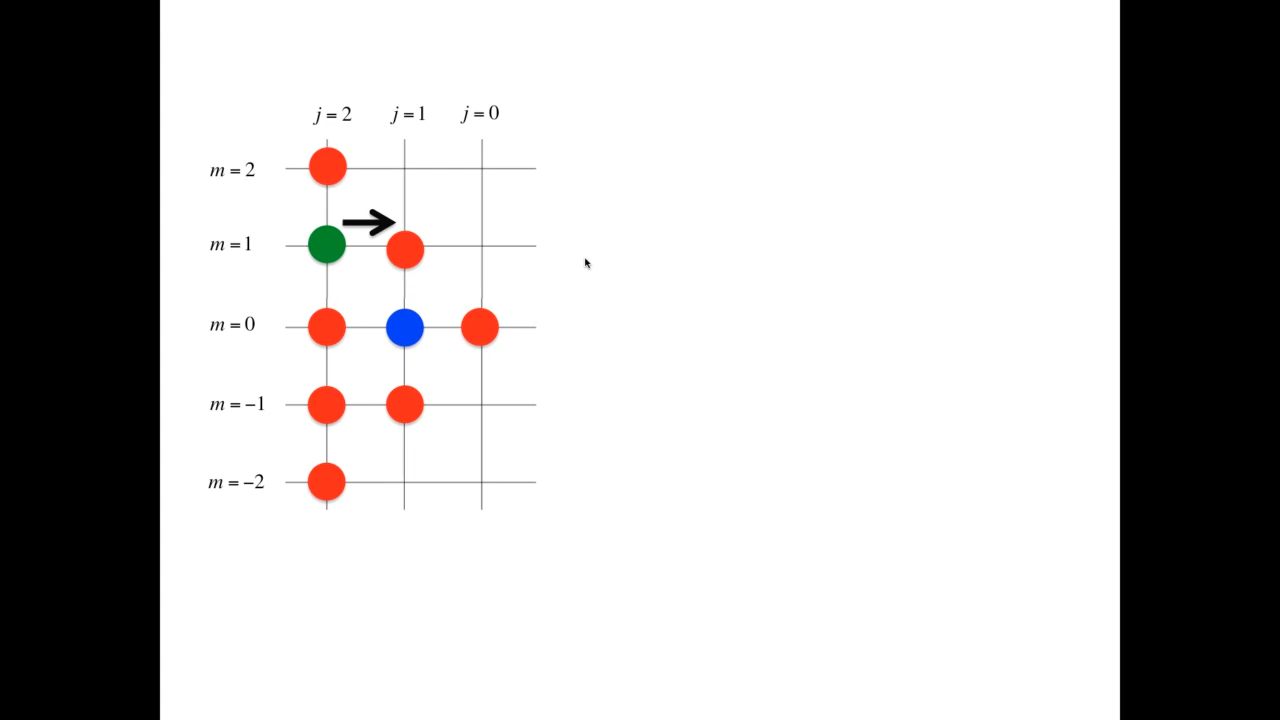 j = 2 j = 1 j = 0
m = 2
m = 1
m = 0
m = −1
m = −2